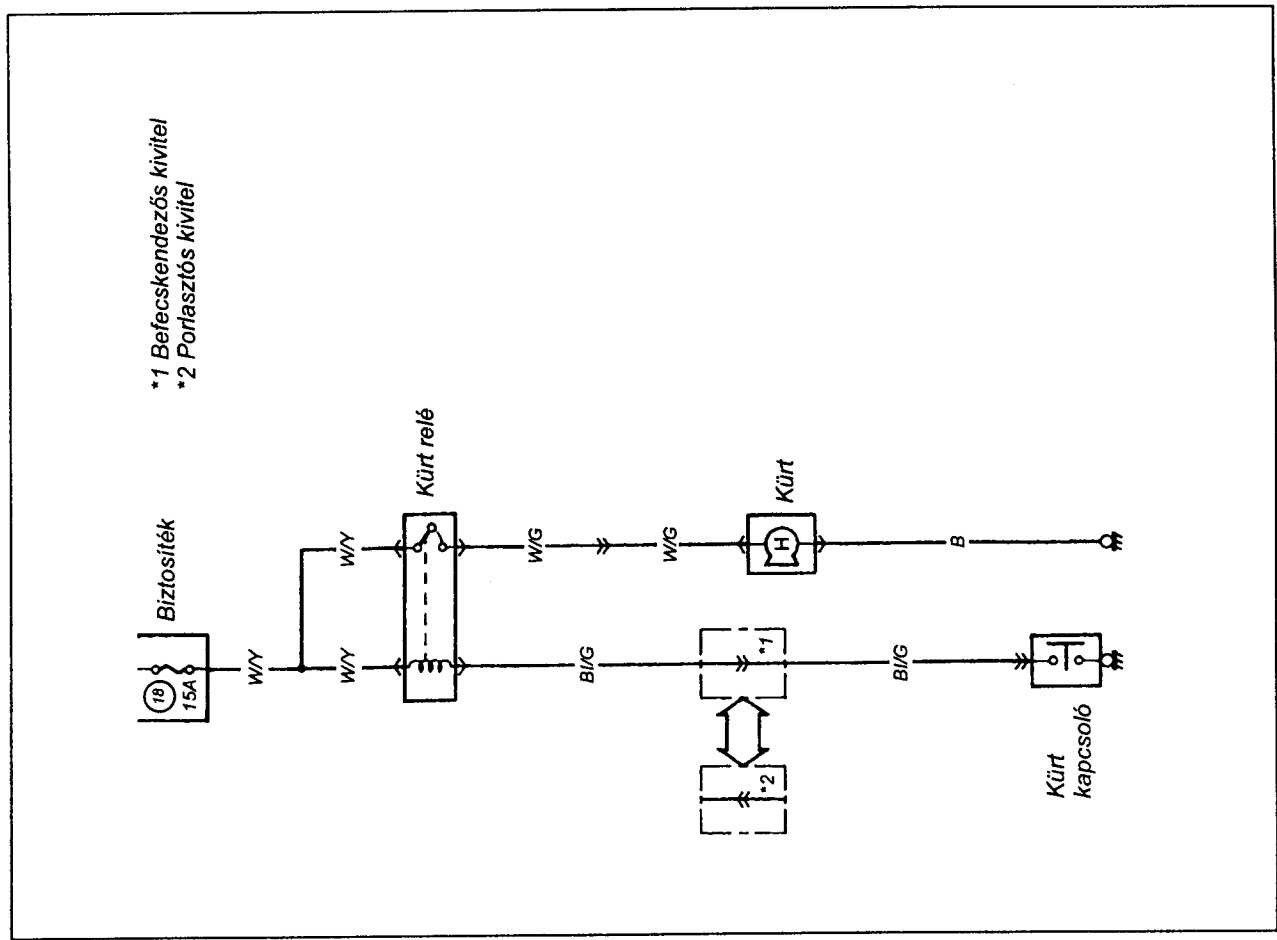 *1 Befecskendezős kivitel
*2 Porlasztós kivitel
Biztosíték
18
15A
W/Y
W/Y
W/Y
Kürt relé
W/G
W/G
Kürt
H
B
Bl/G
*1
*2
Bl/G
Kürt
kapcsoló